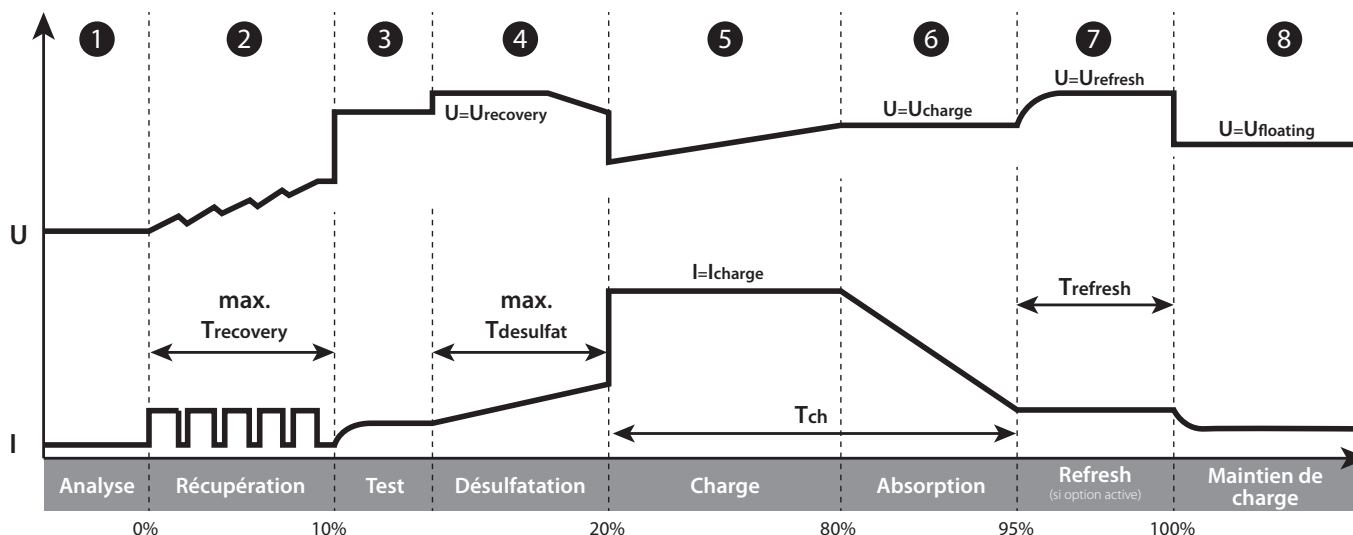 1 2 3 4 5 6 7 8
U=Urefresh
U=Urecovery
U=Ucharge
U=Ufloating
U
I=Icharge
max.
Trecovery
max.
Tdesulfat
Trefresh
Tch
I
Analyse
Récupération
Test
Désulfatation
Charge
Absorption
Refresh
(si option active)
Maintien de
charge
0% 10% 20% 80% 95% 100%